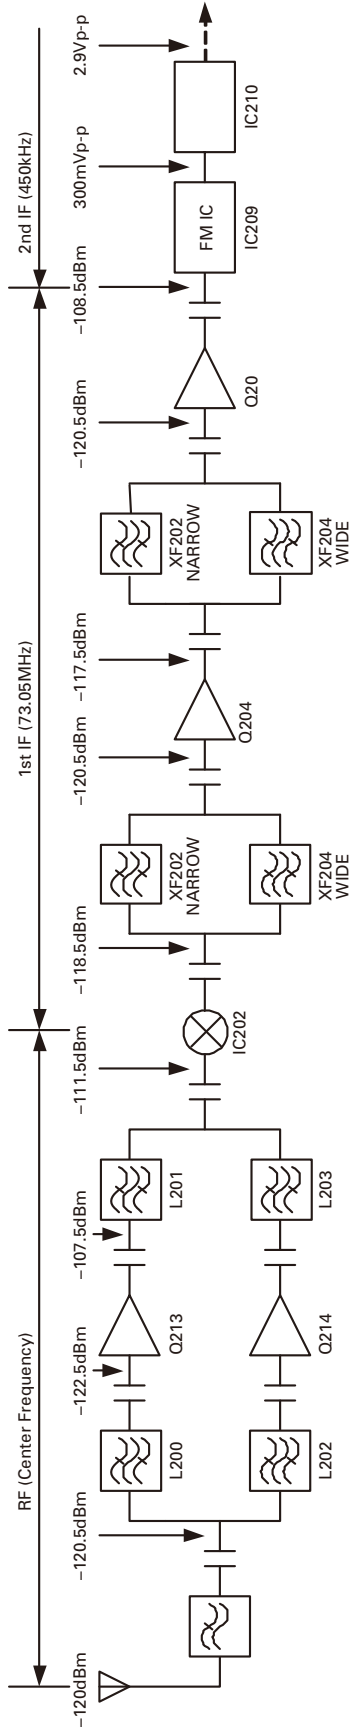 RF (Center Frequency)
1st IF (73.05MHz)
2nd IF (450kHz)
–120dBm
–120.5dBm
–122.5dBm
–107.5dBm
–111.5dBm
–118.5dBm
–120.5dBm
–117.5dBm
–120.5dBm
–108.5dBm
300mVp-p
2.9Vp-p
L200
Q213
L201
L202
Q214
L203
IC202
XF202
NARROW
XF204
WIDE
Q204
XF202
NARROW
XF204
WIDE
Q20
FM IC
IC209
IC210